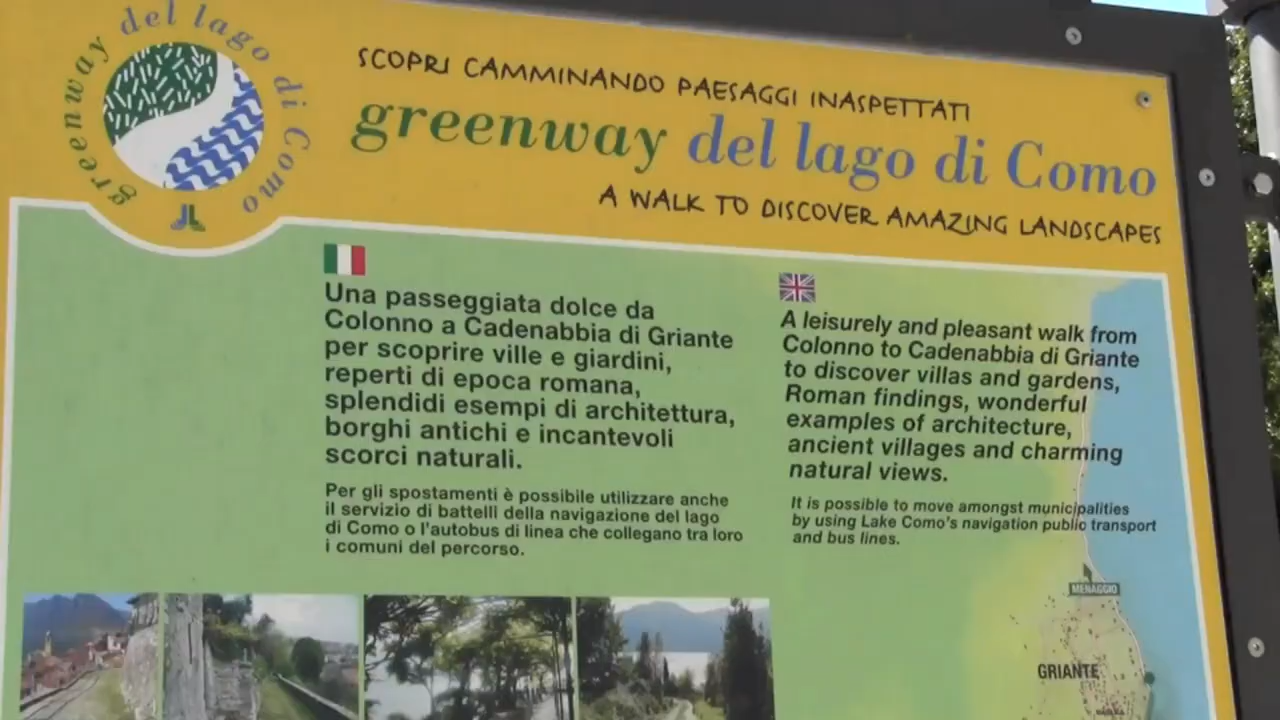 greenway del lago di Como
SCOPRI CAMMINANDO PAESAGGI INASPETTATI
greenway del lago di Como
A WALK TO DISCOVER AMAZING LANDSCAPES
Una passeggiata dolce da
Colonno a Cadenabbia di Griante
per scoprire ville e giardini,
reperti di epoca romana,
splendidi esempi di architettura,
borghi antichi e incantevoli
scorci naturali.
Per gli spostamenti è possibile utilizzare anche
il servizio di battelli della navigazione del lago
di Como o l'autobus di linea che collegano tra loro
i comuni del percorso.
A leisurely and pleasant walk from
Colonno to Cadenabbia di Griante
to discover villas and gardens,
Roman findings, wonderful
examples of architecture,
ancient villages and charming
natural views.
It is possible to move amongst municipalities
by using Lake Como's navigation public transport
and bus lines.
MENAGGIO
GRIANTE